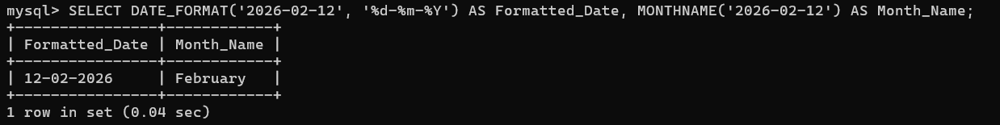 mysql> SELECT DATE_FORMAT('2026-02-12', '%d-%m-%Y') AS Formatted_Date, MONTHNAME('2026-02-12') AS Month_Name;
+----------------+------------+
| Formatted_Date | Month_Name |
+----------------+------------+
| 12-02-2026     | February   |
+----------------+------------+
1 row in set (0.04 sec)